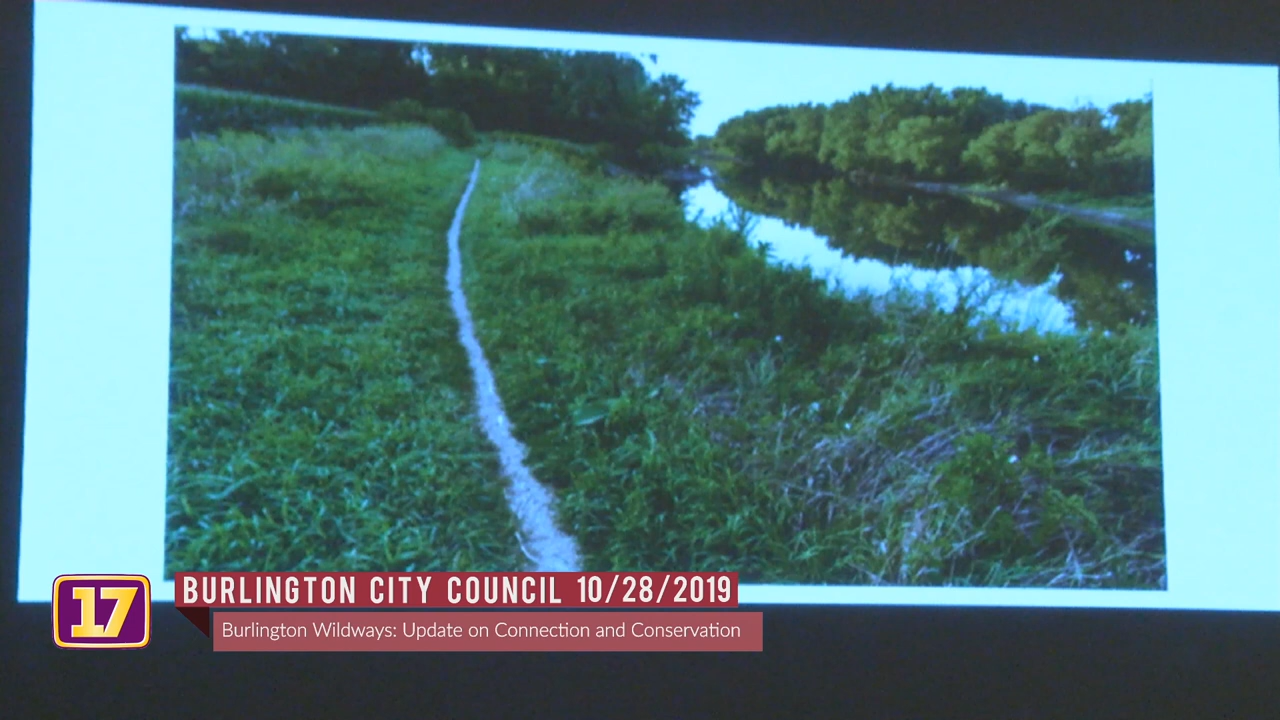 17
BURLINGTON CITY COUNCIL 10/28/2019
Burlington Wildways: Update on Connection and Conservation